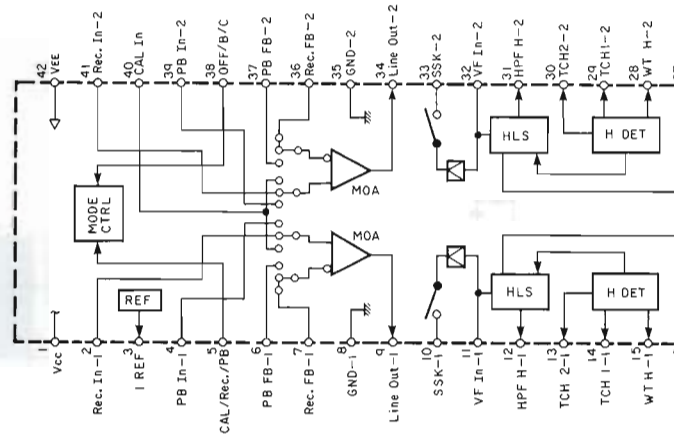 42
VEE
41
Rec. In-2
40
CAL In
39
PB In-2
38
OFF/B/C
37
PB FB-2
36
Rec. FB-2
35
GND-2
34
Line Out-2
33
SSK-2
32
VF In-2
31
HPF H-2
30
TCH2-2
29
TCH1-2
28
WT H-2
MODE CTRL
REF
MOA
MOA
HLS
H DET
HLS
H DET
1
Vcc
2
Rec. In-1
3
I REF
4
PB In-1
5
CAL/Rec./PB
6
PB FB-1
7
Rec. FB-1
8
GND-1
9
Line Out-1
10
SSK-1
11
VF In-1
12
HPF H-1
13
TCH 2-1
14
TCH 1-1
15
WT H-1